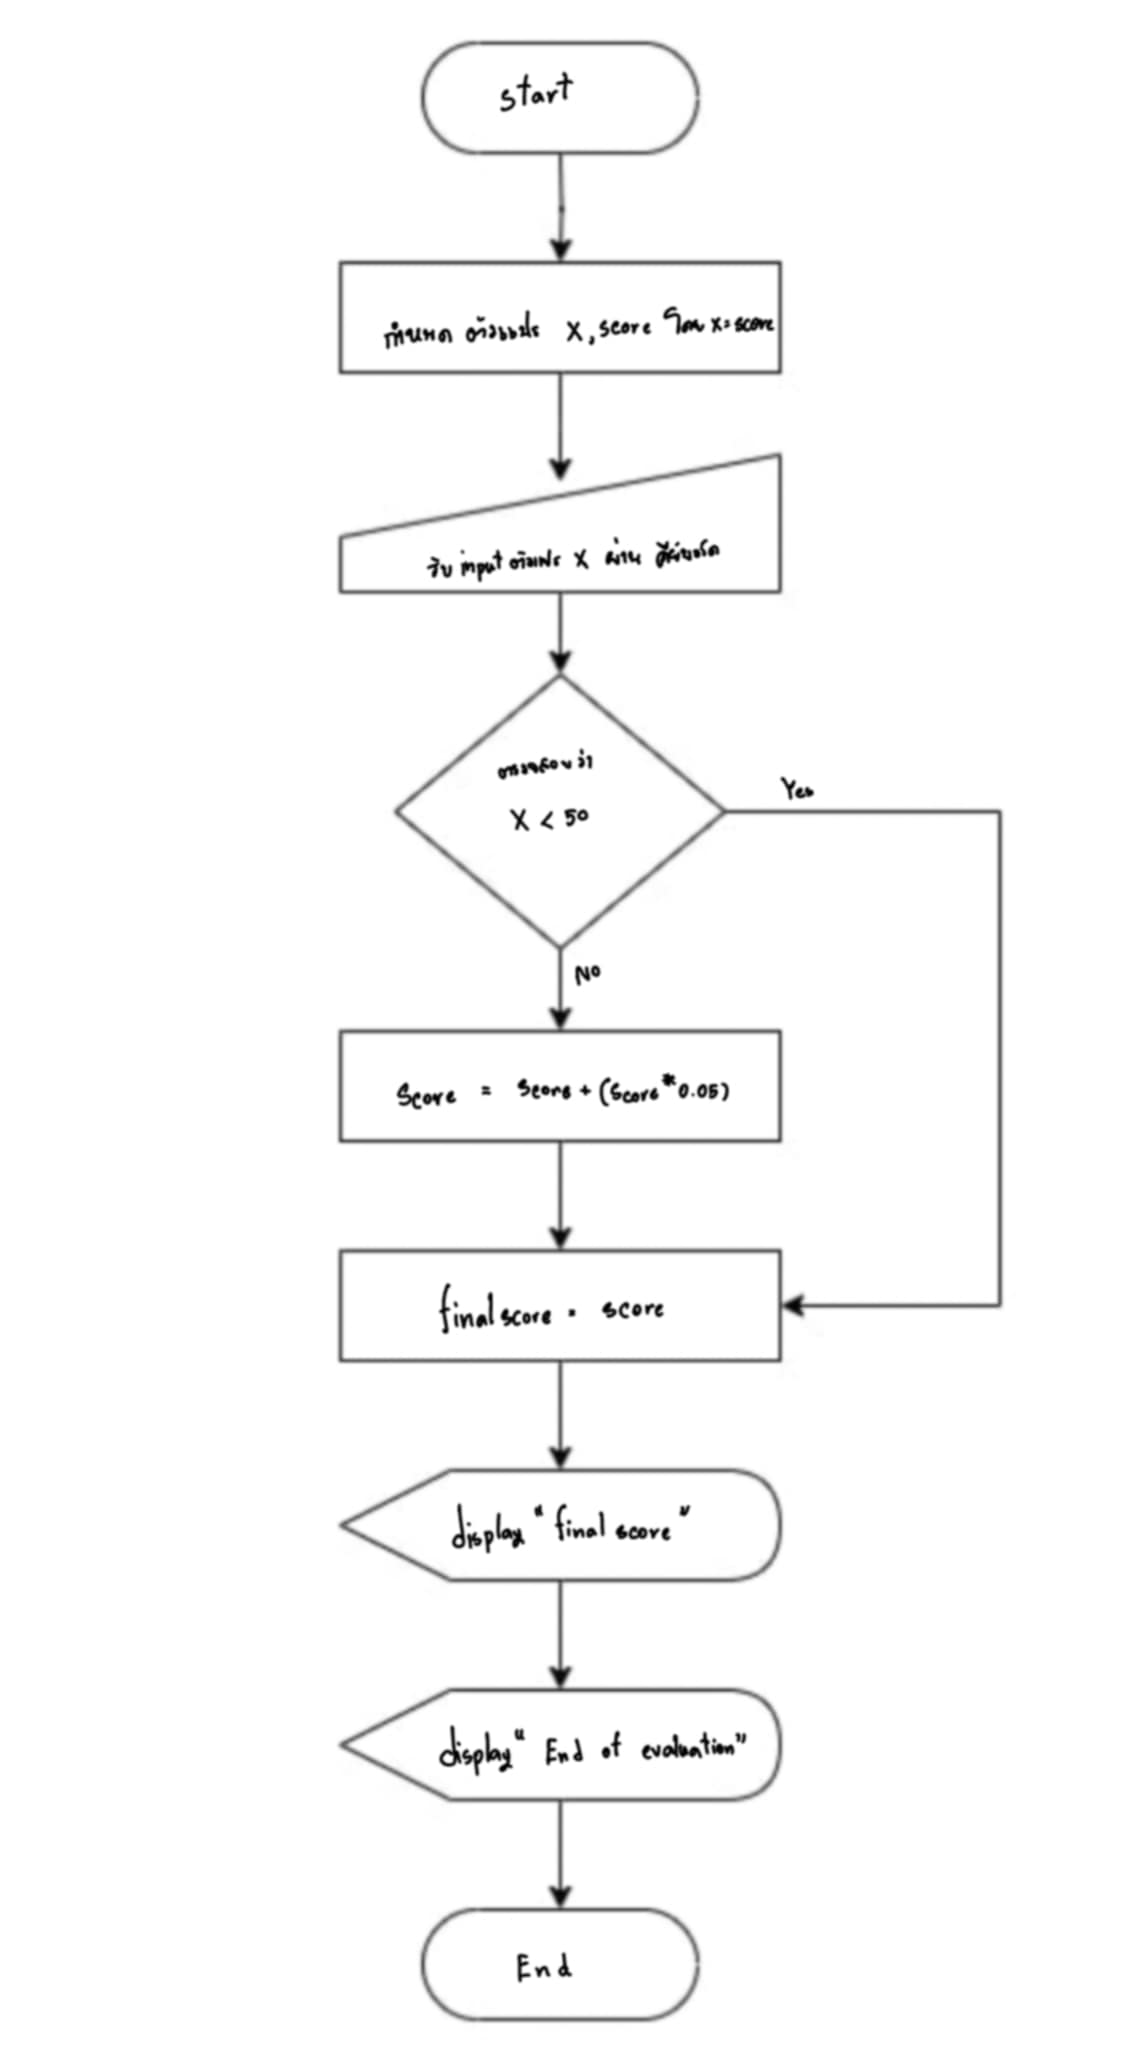 start
กำหนด ตัวแปร X, score โดย x = score
รับ input ตัวแปร X ผ่าน คีย์บอร์ด
ตรวจสอบว่า
X < 50
Yes
No
Score = Score + (Score * 0.05)
final score = score
display “final score”
display “End of evaluation”
End